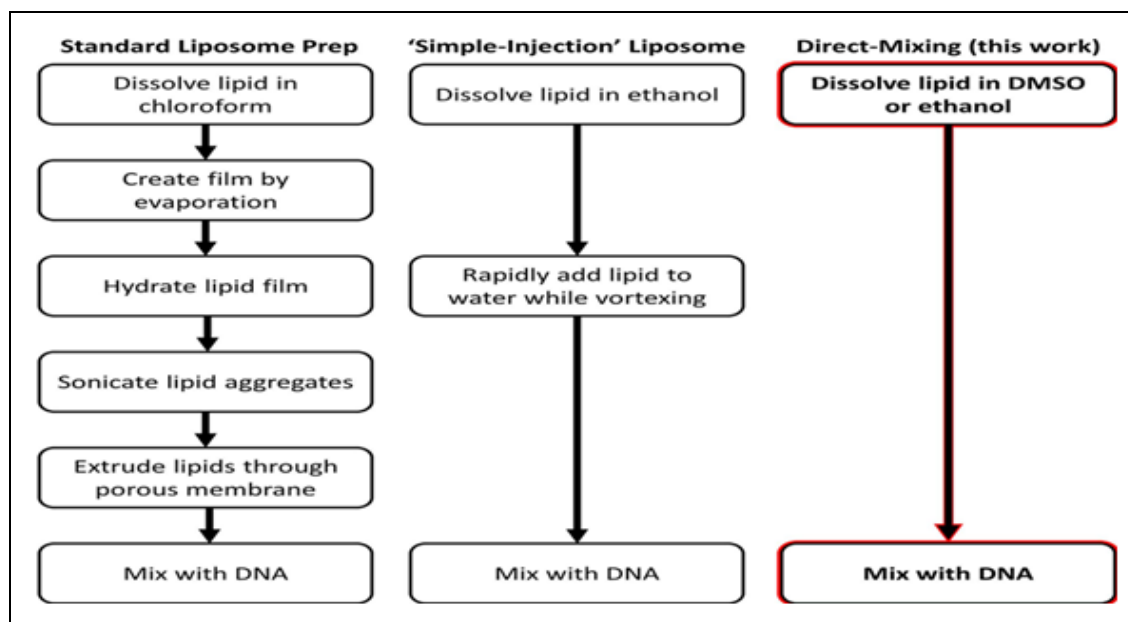 Standard Liposome Prep
Dissolve lipid in
chloroform
Create film by
evaporation
Hydrate lipid film
Sonicate lipid aggregates
Extrude lipids through
porous membrane
Mix with DNA
‘Simple-Injection’ Liposome
Dissolve lipid in ethanol
Rapidly add lipid to
water while vortexing
Mix with DNA
Direct-Mixing (this work)
Dissolve lipid in DMSO
or ethanol
Mix with DNA